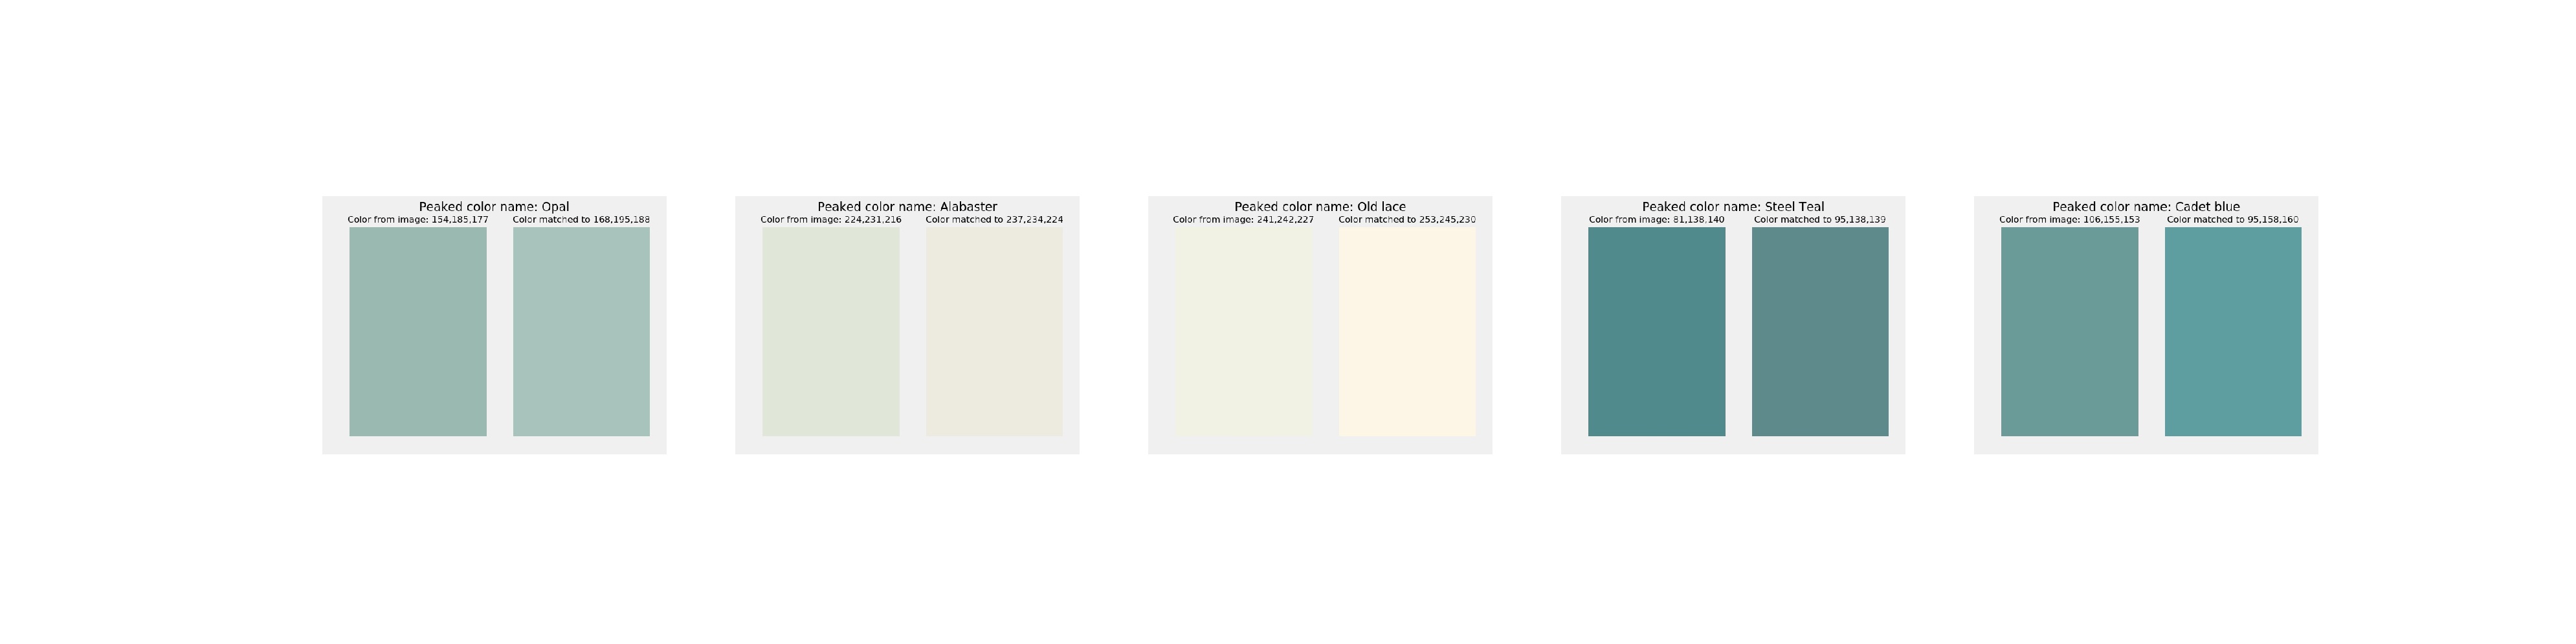 Peaked color name: Opal
Color from image: 154,185,177
Color matched to 168,195,188
Peaked color name: Alabaster
Color from image: 224,231,216
Color matched to 237,234,224
Peaked color name: Old lace
Color from image: 241,242,227
Color matched to 253,245,230
Peaked color name: Steel Teal
Color from image: 81,138,140
Color matched to 95,138,139
Peaked color name: Cadet blue
Color from image: 106,155,153
Color matched to 95,158,160